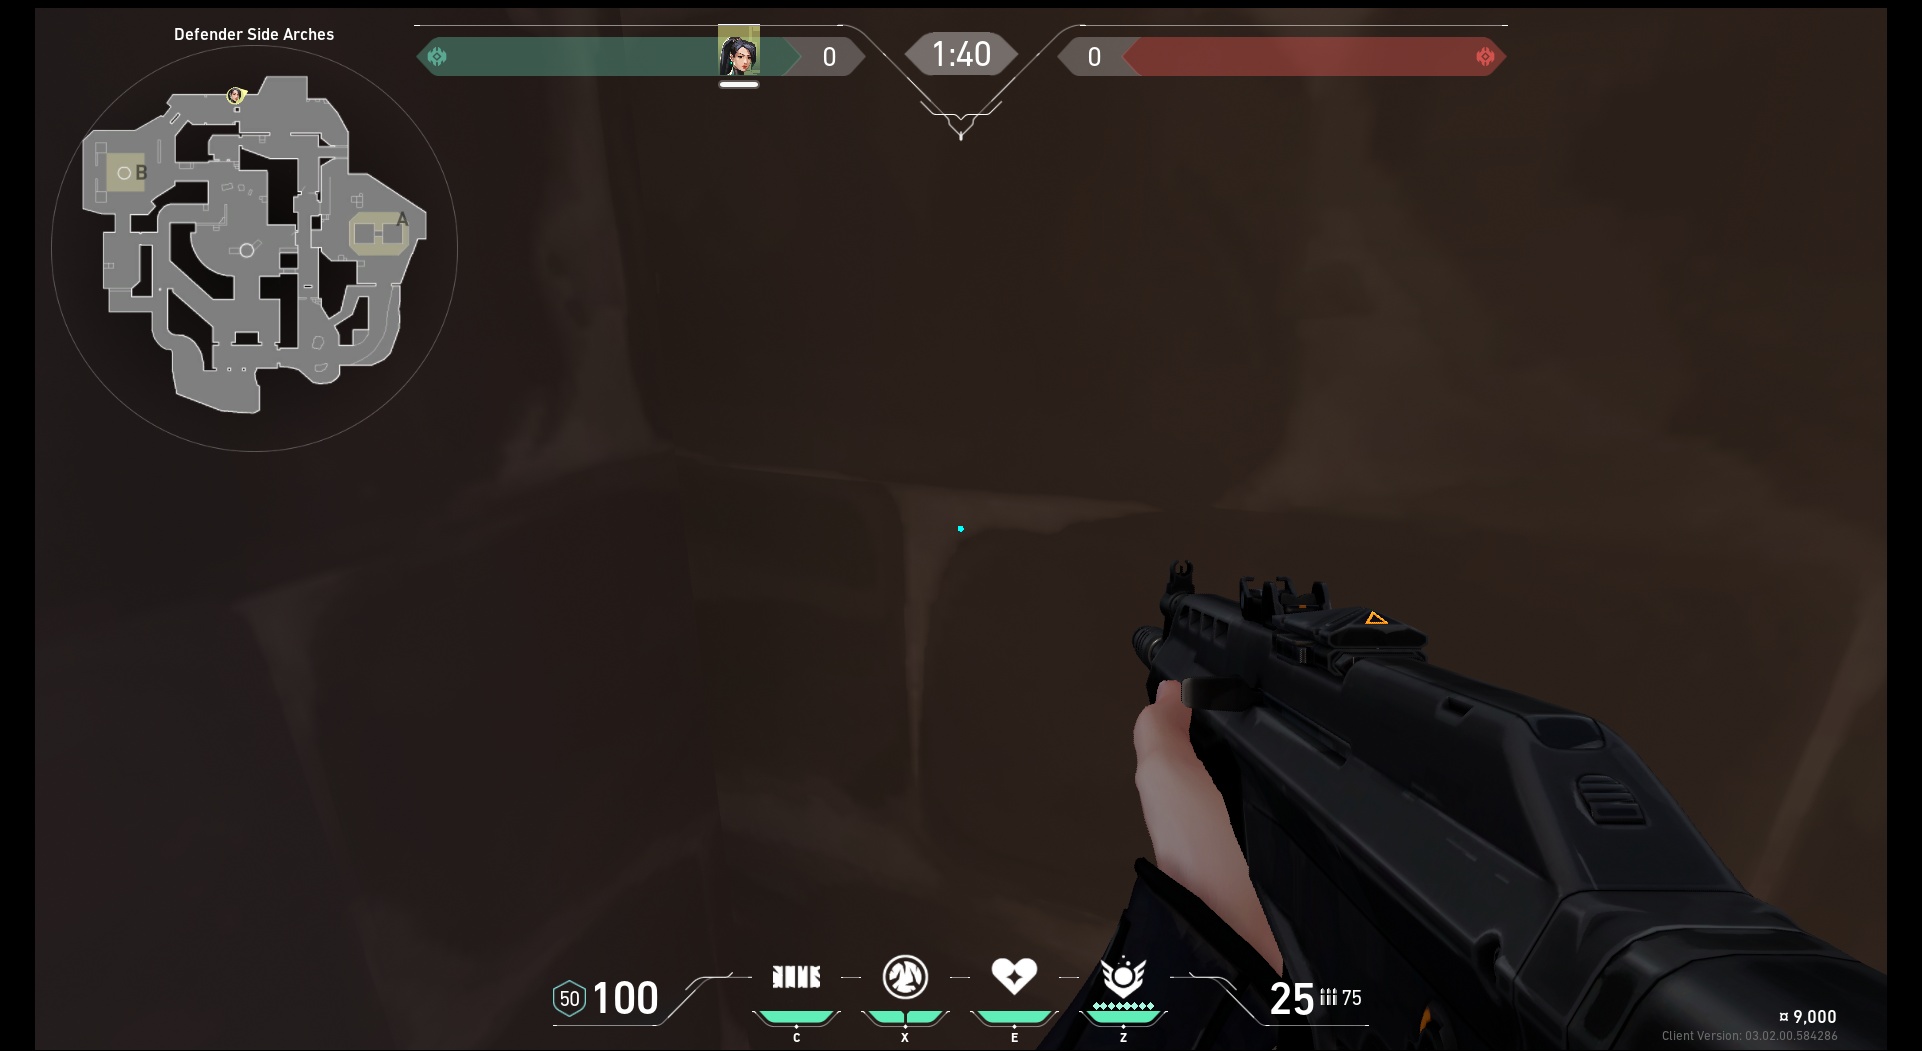 Defender Side Arches
0
1:40
0
B
A
50
100
25
75
C
X
E
Z
¤ 9,000
Client Version: 03.02.00.584286